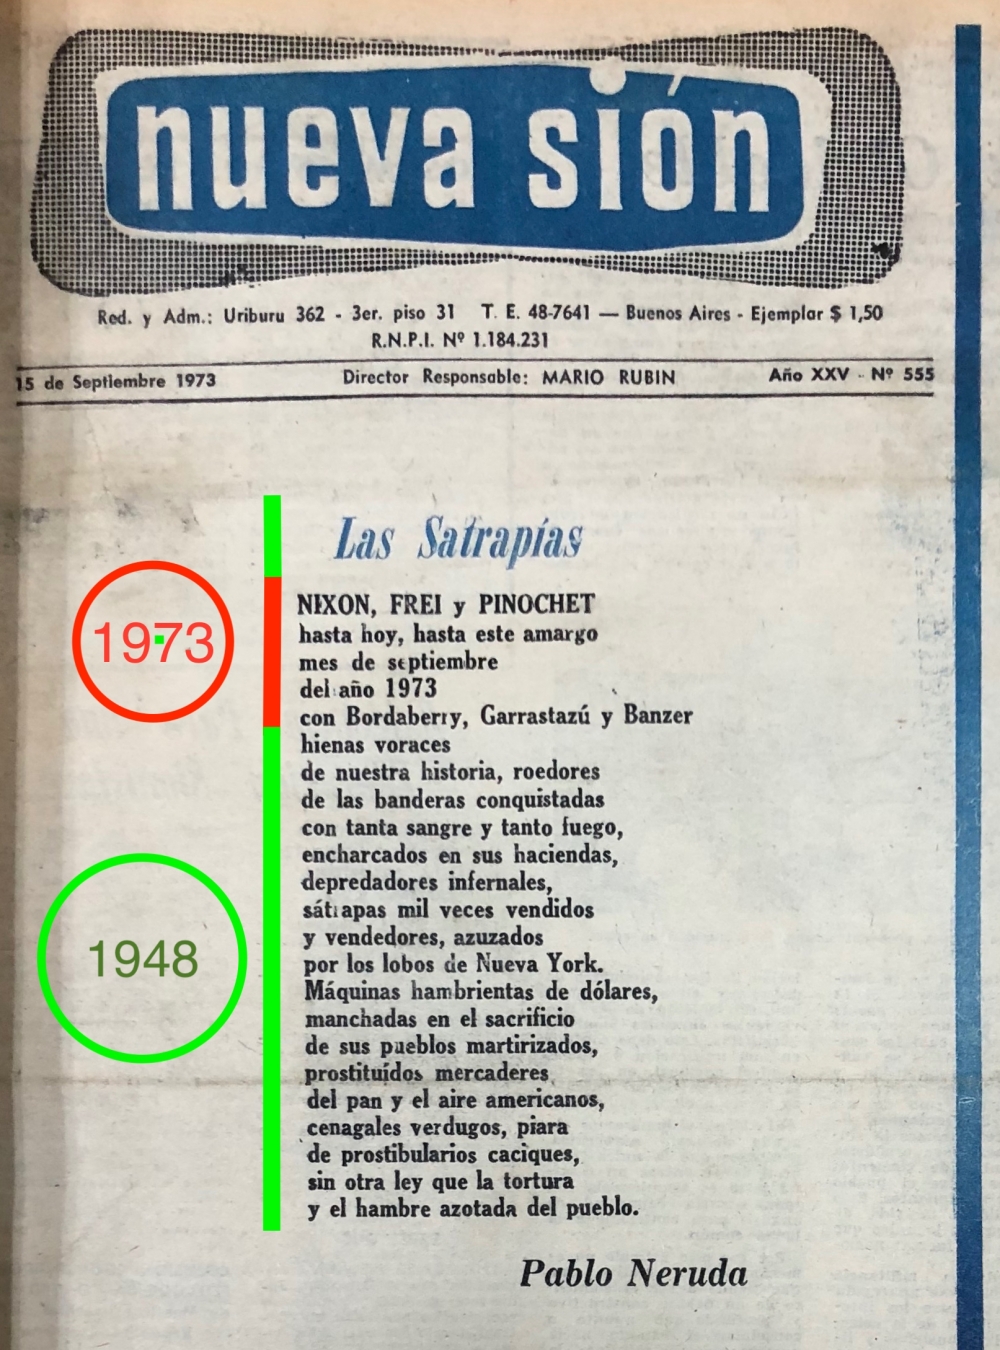 nueva sión
Red. y Adm.: Uriburu 362 - 3er. piso 31 T. E. 48-7641 — Buenos Aires - Ejemplar $ 1,50
R.N.P.I. Nº 1.184.231
15 de Septiembre 1973 Director Responsable: MARIO RUBIN Año XXV - Nº 555
Las Satrapías
1973
NIXON, FREI y PINOCHET
hasta hoy, hasta este amargo
mes de septiembre
del año 1973
con Bordaberry, Garrastazú y Banzer
hienas voraces
de nuestra historia, roedores
de las banderas conquistadas
con tanta sangre y tanto fuego,
encharcados en sus haciendas,
depredadores infernales,
sátrapas mil veces vendidos
y vendedores, azuzados
por los lobos de Nueva York.
1948
Máquinas hambrientas de dólares,
manchadas en el sacrificio
de sus pueblos martirizados,
prostituídos mercaderes
del pan y el aire americanos,
cenagales verdugos, piara
de prostibularios caciques,
sin otra ley que la tortura
y el hambre azotada del pueblo.
Pablo Neruda